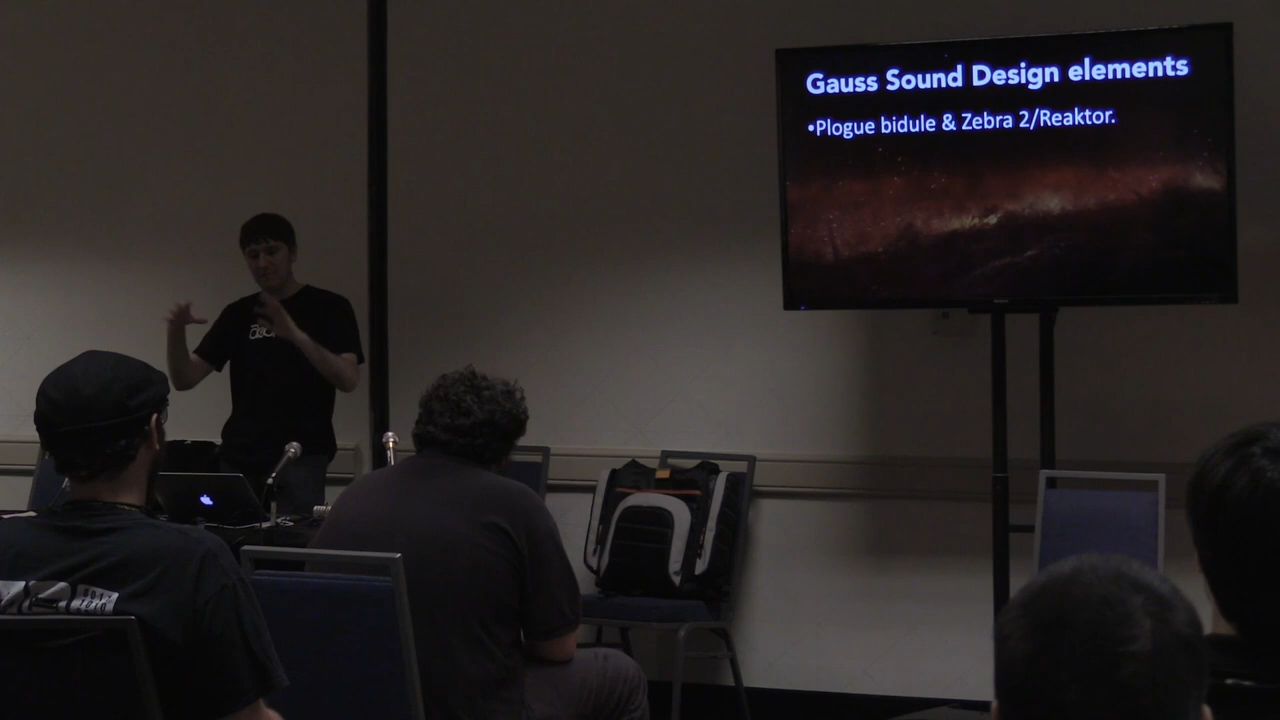 Gauss Sound Design elements
•Plogue bidule & Zebra 2/Reaktor.